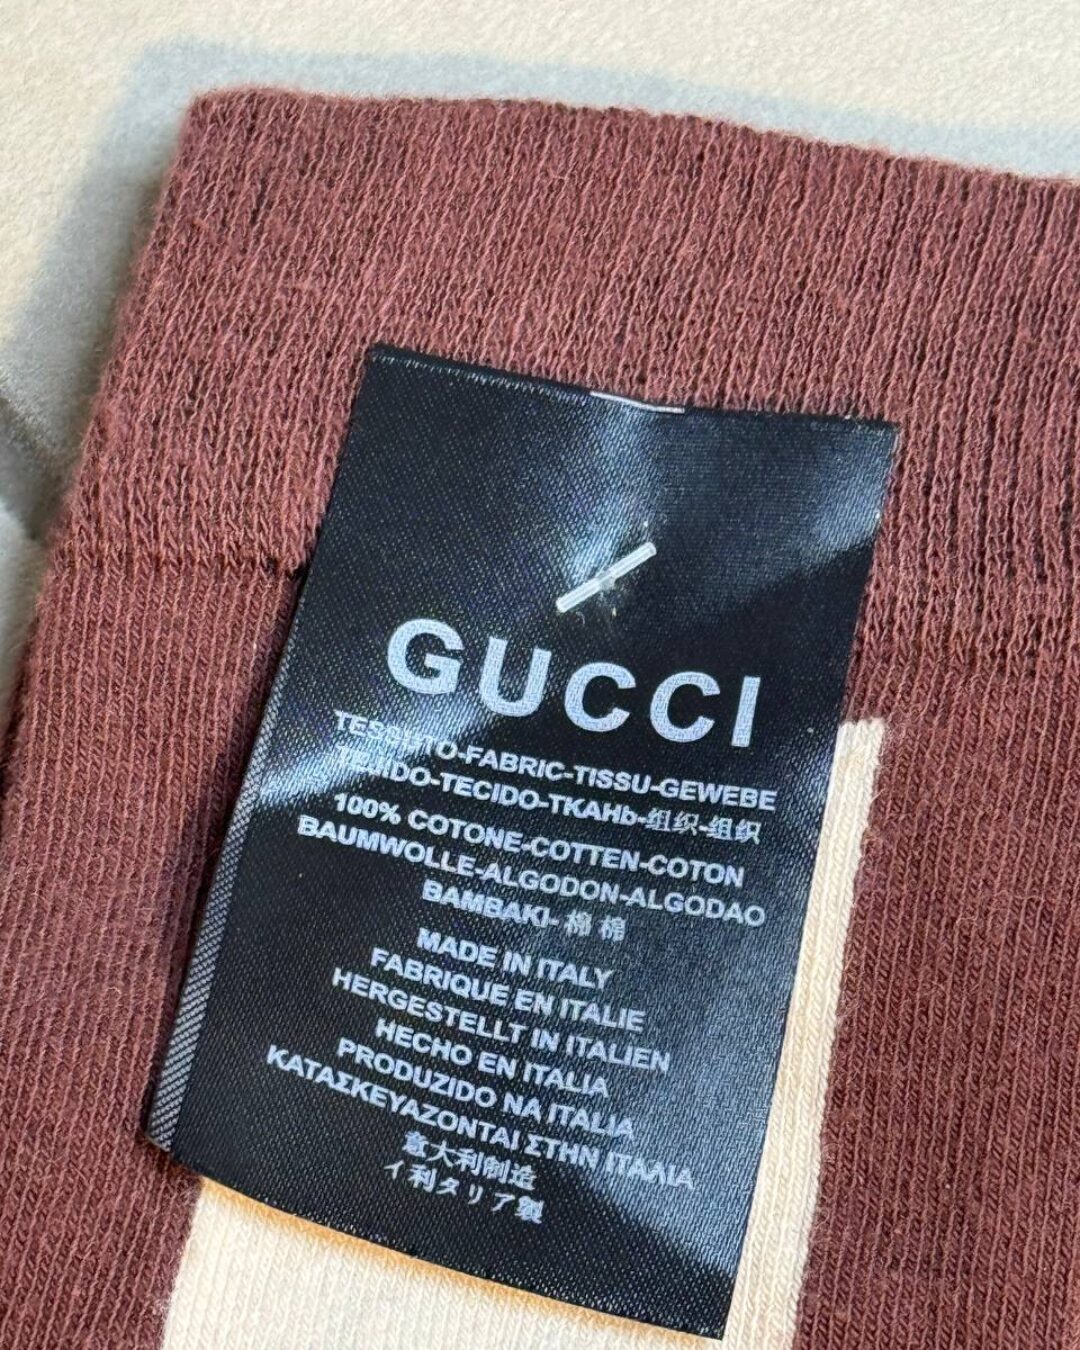 GUCCI
TESSUTO-FABRIC-TISSU-GEWEBE
TEJIDO-TECIDO-TKAHb-组织-组织
100% COTONE-COTTEN-COTON
BAUMWOLLE-ALGODON-ALGODAO
BAMBAKI- 棉 棉
MADE IN ITALY
FABRIQUE EN ITALIE
HERGESTELLT IN ITALIEN
HECHO EN ITALIA
PRODUZIDO NA ITALIA
ΚΑΤΑΣΚΕΥΑΖΟΝΤΑΙ ΣΤΗΝ ΙΤΑΛΙΑ
意大利制造
イ利タリア製